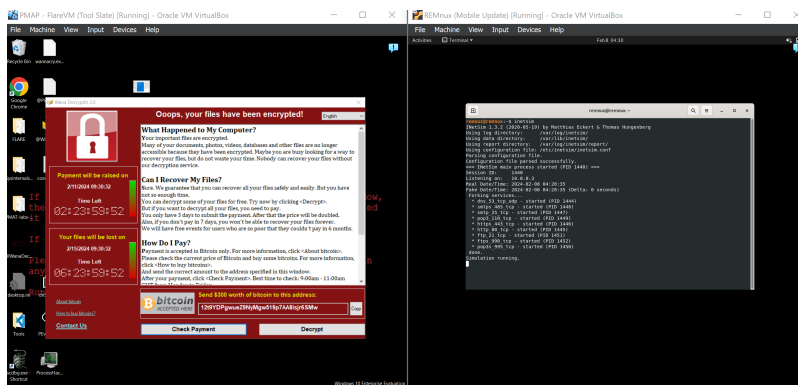 PMAP - FlareVM (Tool Slate) [Running] - Oracle VM VirtualBox
File Machine View Input Devices Help
Recycle Bin
wannacry.ex...
Google Chrome
FLARE
Tools
ProcessHac...
scdbg.exe - Shortcut
desktop.ini
Wana Decrypt0r 2.0
Ooops, your files have been encrypted!
English
Payment will be raised on
2/11/2024 09:30:32
Time Left
02:23:59:52
Your files will be lost on
2/15/2024 09:30:32
Time Left
06:23:59:52
About bitcoin
How to buy bitcoins?
Contact Us
What Happened to My Computer?
Your important files are encrypted.
Many of your documents, photos, videos, databases and other files are no longer
accessible because they have been encrypted. Maybe you are busy looking for a way to
recover your files, but do not waste your time. Nobody can recover your files without
our decryption service.
Can I Recover My Files?
Sure. We guarantee that you can recover all your files safely and easily. But you have
not so enough time.
You can decrypt some of your files for free. Try now by clicking <Decrypt>.
But if you want to decrypt all your files, you need to pay.
You only have 3 days to submit the payment. After that the price will be doubled.
Also, if you don't pay in 7 days, you won't be able to recover your files forever.
We will have free events for users who are so poor that they couldn't pay in 6 months.
How Do I Pay?
Payment is accepted in Bitcoin only. For more information, click <About bitcoin>.
Please check the current price of Bitcoin and buy some bitcoins. For more information,
click <How to buy bitcoins>.
And send the correct amount to the address specified in this window.
After your payment, click <Check Payment>. Best time to check: 9:00am - 11:00am
bitcoin
ACCEPTED HERE
Send $300 worth of bitcoin to this address:
12t9YDPgwueZ9NyMgw519p7AA8isjr6SMw
Copy
Check Payment
Decrypt
Windows 10 Enterprise Evaluation
REMnux (Mobile Update) [Running] - Oracle VM VirtualBox
File Machine View Input Devices Help
Activities Terminal
Feb 8 04:30
remnux@remnux: ~
remnux@remnux:~$ inetsim
INetSim 1.3.2 (2020-05-19) by Matthias Eckert & Thomas Hungenberg
Using log directory: /var/log/inetsim/
Using data directory: /var/lib/inetsim/
Using report directory: /var/log/inetsim/report/
Using configuration file: /etc/inetsim/inetsim.conf
Parsing configuration file.
Configuration file parsed successfully.
=== INetSim main process started (PID 1440) ===
Session ID: 1440
Listening on: 10.0.0.3
Real Date/Time: 2024-02-08 04:28:35
Fake Date/Time: 2024-02-08 04:28:35 (Delta: 0 seconds)
Forking services...
* dns_53_tcp_udp - started (PID 1444)
* smtps_465_tcp - started (PID 1448)
* smtp_25_tcp - started (PID 1447)
* pop3_110_tcp - started (PID 1449)
* https_443_tcp - started (PID 1446)
* http_80_tcp - started (PID 1445)
* ftp_21_tcp - started (PID 1451)
* ftps_990_tcp - started (PID 1452)
* pop3s_995_tcp - started (PID 1450)
done.
Simulation running.